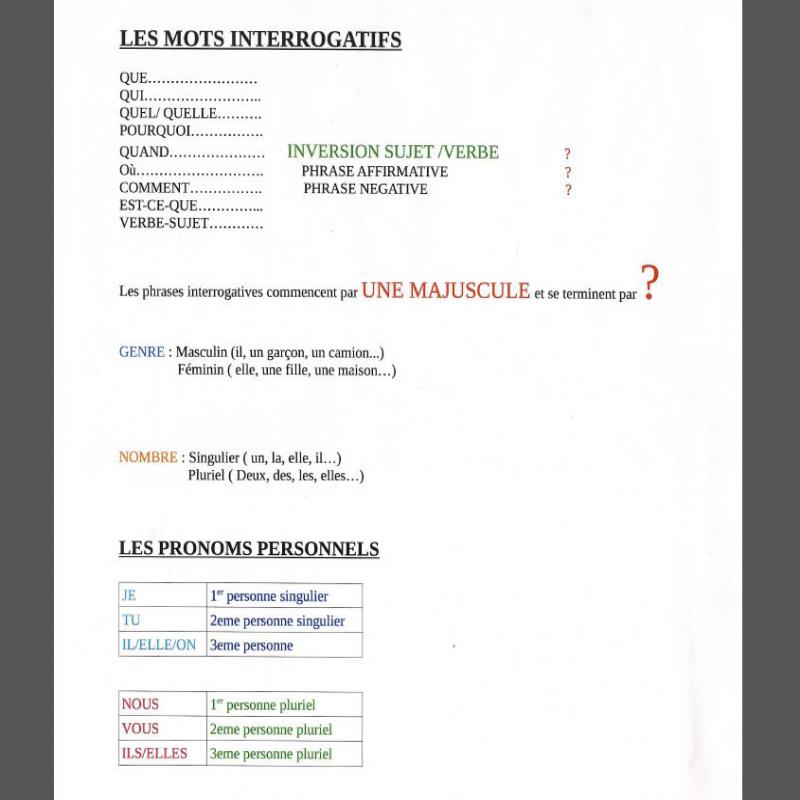 LES MOTS INTERROGATIFS
QUE……………………
QUI……………………..
QUEL/ QUELLE……….
POURQUOI…………….
QUAND………………… INVERSION SUJET /VERBE ?
Où………………………. PHRASE AFFIRMATIVE ?
COMMENT……………. PHRASE NEGATIVE ?
EST-CE-QUE…………...
VERBE-SUJET…………
Les phrases interrogatives commencent par UNE MAJUSCULE et se terminent par ?
GENRE : Masculin (il, un garçon, un camion...)
Féminin ( elle, une fille, une maison…)
NOMBRE : Singulier ( un, la, elle, il…)
Pluriel ( Deux, des, les, elles…)
LES PRONOMS PERSONNELS
JE 1er personne singulier
TU 2eme personne singulier
IL/ELLE/ON 3eme personne
NOUS 1er personne pluriel
VOUS 2eme personne pluriel
ILS/ELLES 3eme personne pluriel